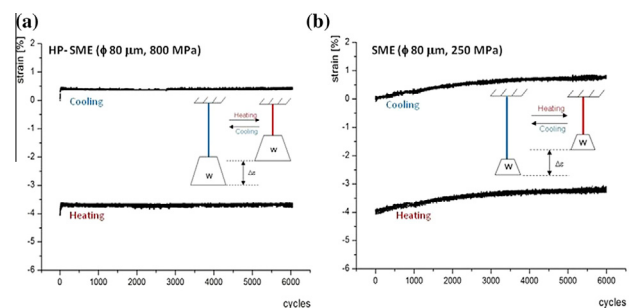 (a)
HP- SME (ϕ 80 μm, 800 MPa)
strain [%]
2
1
0
-1
-2
-3
-4
-5
-6
Cooling
Heating
Cooling
W
W
Δε
Heating
0 1000 2000 3000 4000 5000 6000
cycles
(b)
SME (ϕ 80 μm, 250 MPa)
strain [%]
2
1
0
-1
-2
-3
-4
-5
-6
Cooling
Heating
Cooling
W
W
Δε
Heating
0 1000 2000 3000 4000 5000 6000
cycles